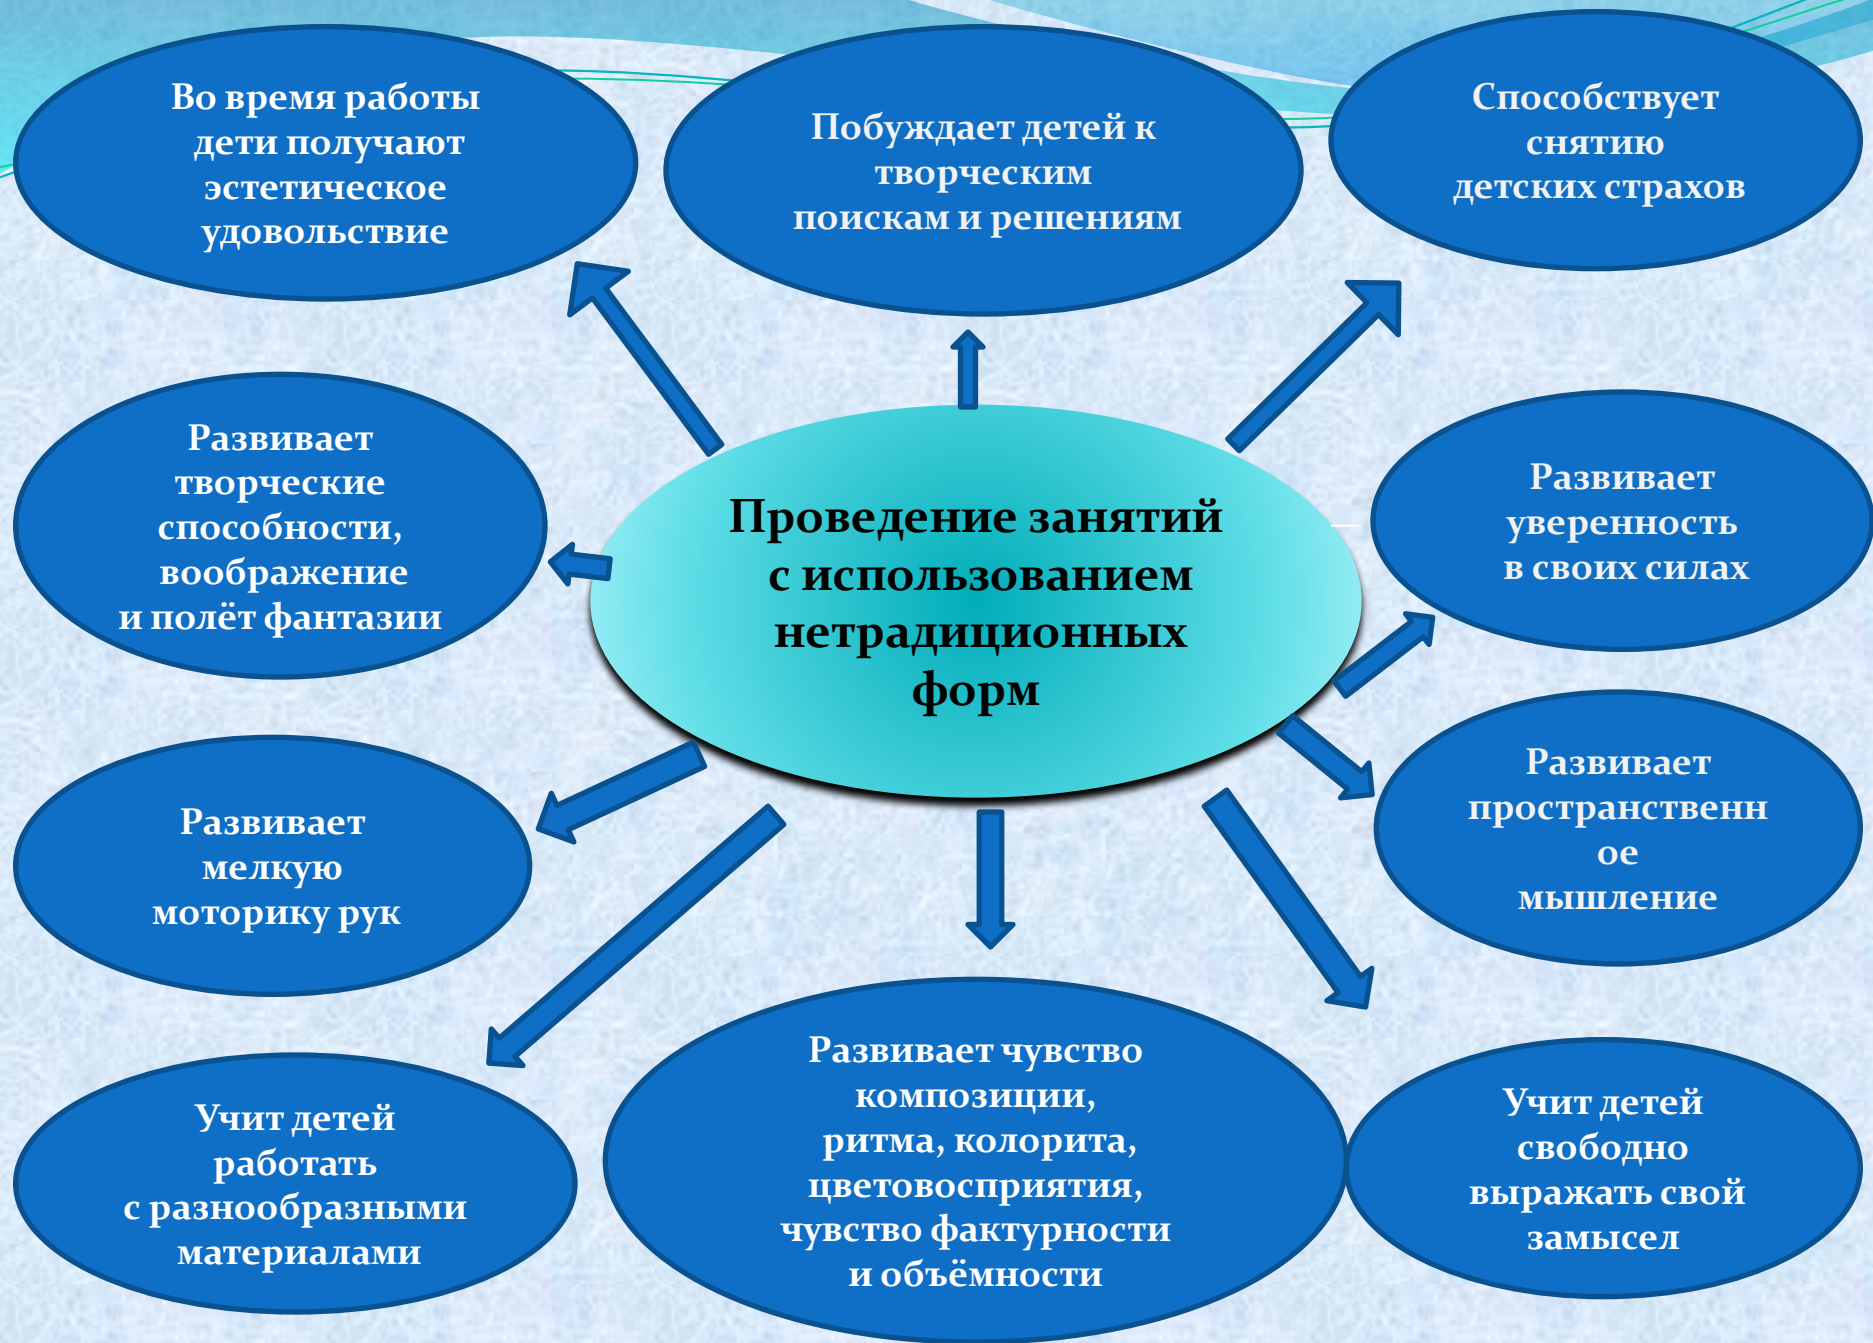 Во время работы
дети получают
эстетическое
удовольствие
Побуждает детей к
творческим
поискам и решениям
Способствует
снятию
детских страхов
Развивает
творческие
способности,
воображение
и полёт фантазии
Проведение занятий
с использованием
нетрадиционных
форм
Развивает
уверенность
в своих силах
Развивает
мелкую
моторику рук
Развивает
пространственн
ое
мышление
Учит детей
работать
с разнообразными
материалами
Развивает чувство
композиции,
ритма, колорита,
цветовосприятия,
чувство фактурности
и объёмности
Учит детей
свободно
выражать свой
замысел